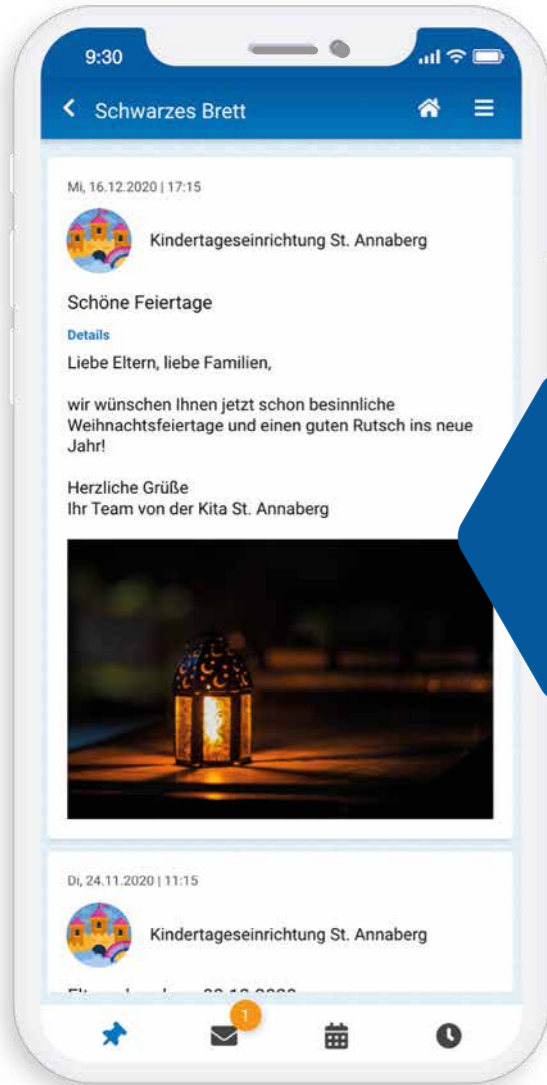 9:30
Schwarzes Brett
Mi, 16.12.2020 | 17:15
Kindertageseinrichtung St. Annaberg
Schöne Feiertage
Details
Liebe Eltern, liebe Familien,
wir wünschen Ihnen jetzt schon besinnliche
Weihnachtsfeiertage und einen guten Rutsch ins neue
Jahr!
Herzliche Grüße
Ihr Team von der Kita St. Annaberg
Di, 24.11.2020 | 11:15
Kindertageseinrichtung St. Annaberg
1